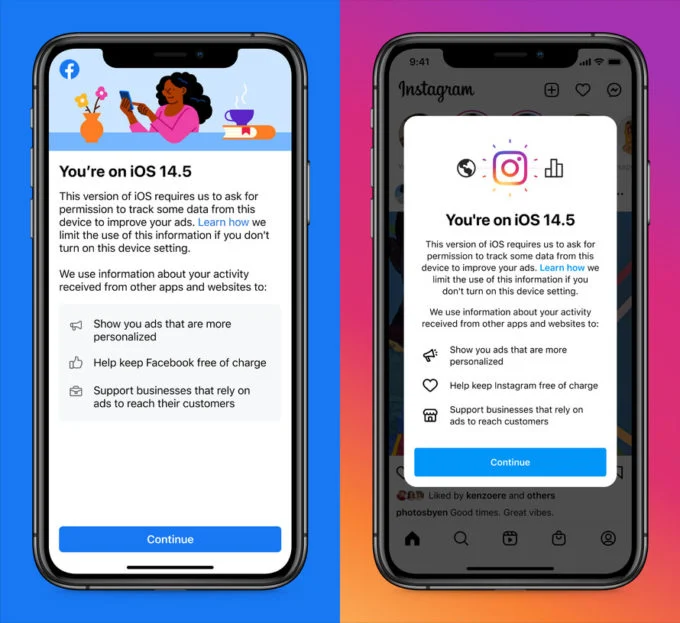 You're on iOS 14.5
This version of iOS requires us to ask for
permission to track some data from this
device to improve your ads. Learn how we
limit the use of this information if you don't
turn on this device setting.
We use information about your activity
received from other apps and websites to:
Show you ads that are more
personalized
Help keep Facebook free of charge
Support businesses that rely on
ads to reach their customers
Continue
9:41
Instagram
You're on iOS 14.5
This version of iOS requires us to ask for
permission to track some data from this
device to improve your ads. Learn how we
limit the use of this information if you
don't turn on this device setting.
We use information about your activity
received from other apps and websites to:
Show you ads that are more
personalized
Help keep Instagram free of charge
Support businesses that rely on
ads to reach customers
Continue
Liked by kenzoere and others
photosbyen Good times. Great vibes.